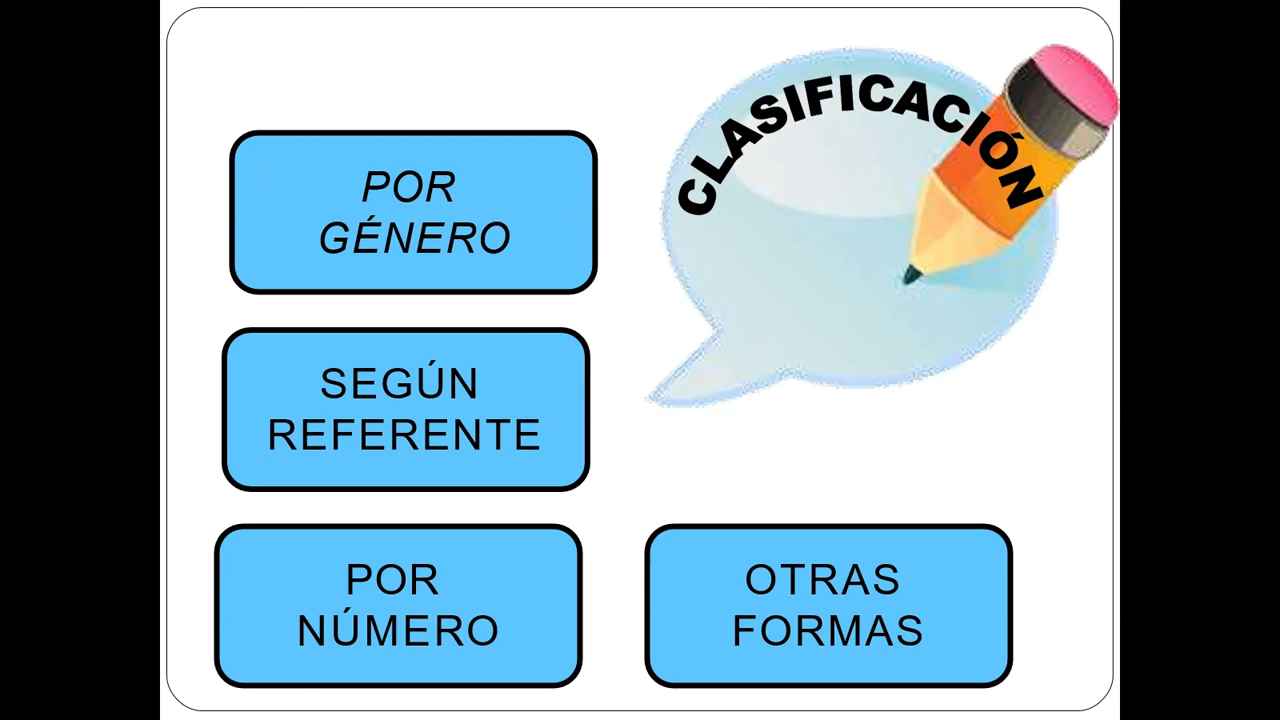 CLASIFICACIÓN
POR
GÉNERO
SEGÚN
REFERENTE
POR
NÚMERO
OTRAS
FORMAS